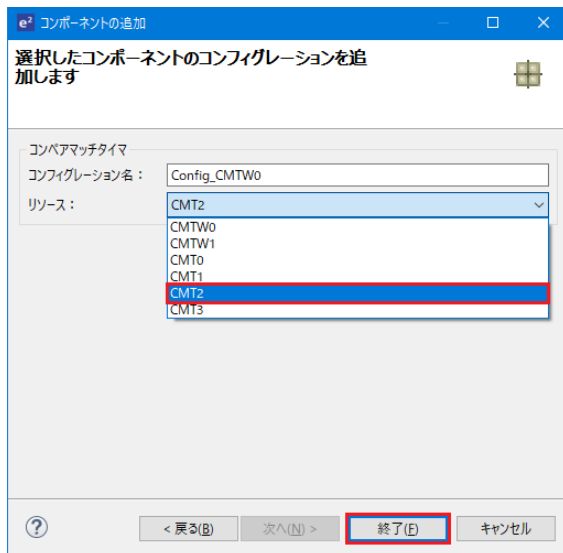 e² コンポーネントの追加
選択したコンポーネントのコンフィグレーションを追
加します
コンペアマッチタイマ
コンフィグレーション名：
Config_CMTW0
リソース：
CMT2
CMTW0
CMTW1
CMT0
CMT1
CMT2
CMT3
?
< 戻る(B)
次へ(N) >
終了(F)
キャンセル